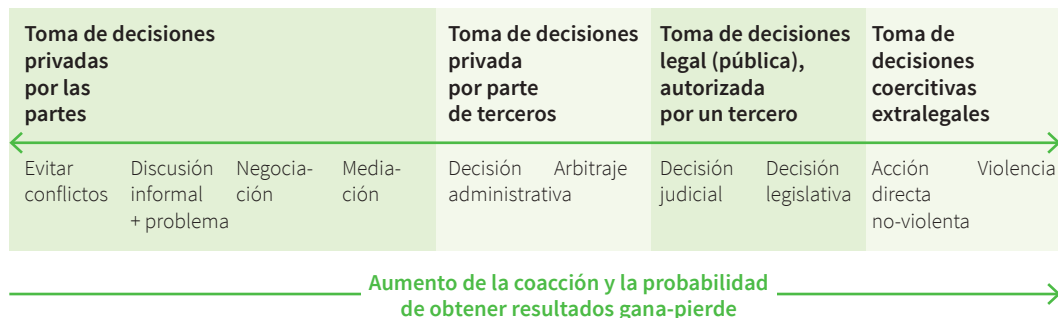 Toma de decisiones
privadas
por las
partes
Toma de decisiones
privada
por parte
de terceros
Toma de decisiones
legal (pública),
autorizada
por un tercero
Toma de
decisiones
coercitivas
extralegales
Evitar
conflictos
Discusión
informal
+ problema
Negocia-
ción
Media-
ción
Decisión
administrativa
Arbitraje
Decisión
judicial
Decisión
legislativa
Acción
directa
no-violenta
Violencia
Aumento de la coacción y la probabilidad
de obtener resultados gana-pierde